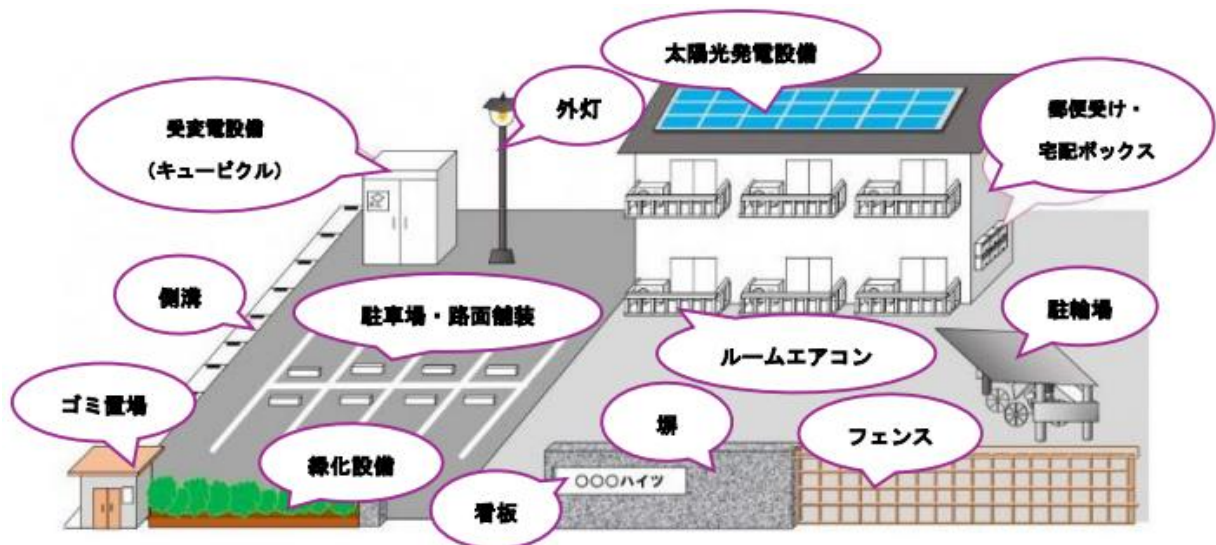 太陽光発電設備
外灯
郵便受け・
宅配ボックス
受変電設備
(キュービクル)
側溝
駐車場・路面舗装
駐輪場
ルームエアコン
ゴミ置場
塀
フェンス
緑化設備
○○○ハイツ
看板